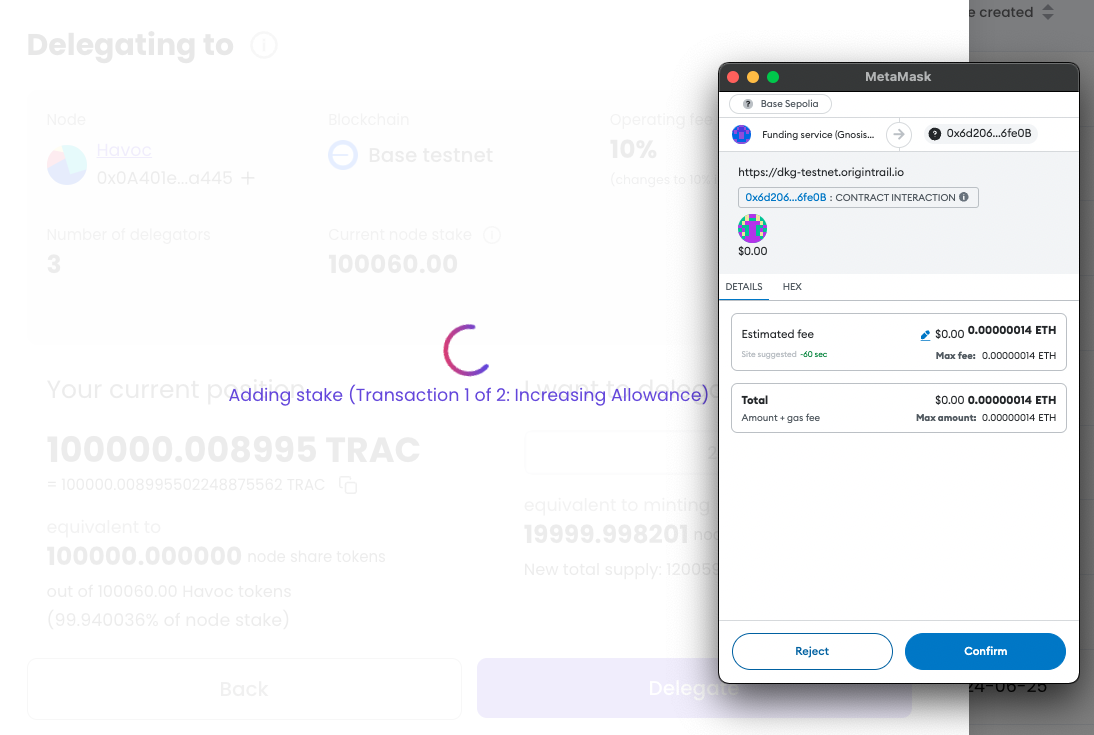 Delegating to
Node
Havoc
0x0A401e...a445 +
Blockchain
Base testnet
Operating fee
10%
(changes to 10%
Number of delegators
3
Current node stake
100060.00
Adding stake (Transaction 1 of 2: Increasing Allowance)
Your current position
100000.008995 TRAC
= 100000.008995502248875562 TRAC
equivalent to
100000.000000 node share tokens
out of 100060.00 Havoc tokens
(99.940036% of node stake)
I want to delega
2
equivalent to minting
19999.998201
New total supply: 120059
Back
Delegate
e created
24-06-25
MetaMask
Base Sepolia
Funding service (Gnosis...
0x6d206...6fe0B
https://dkg-testnet.origintrail.io
0x6d206...6fe0B : CONTRACT INTERACTION
$0.00
DETAILS
HEX
Estimated fee
$0.00 0.00000014 ETH
Site suggested ~60 sec
Max fee: 0.00000014 ETH
Total
$0.00 0.00000014 ETH
Amount + gas fee
Max amount: 0.00000014 ETH
Reject
Confirm